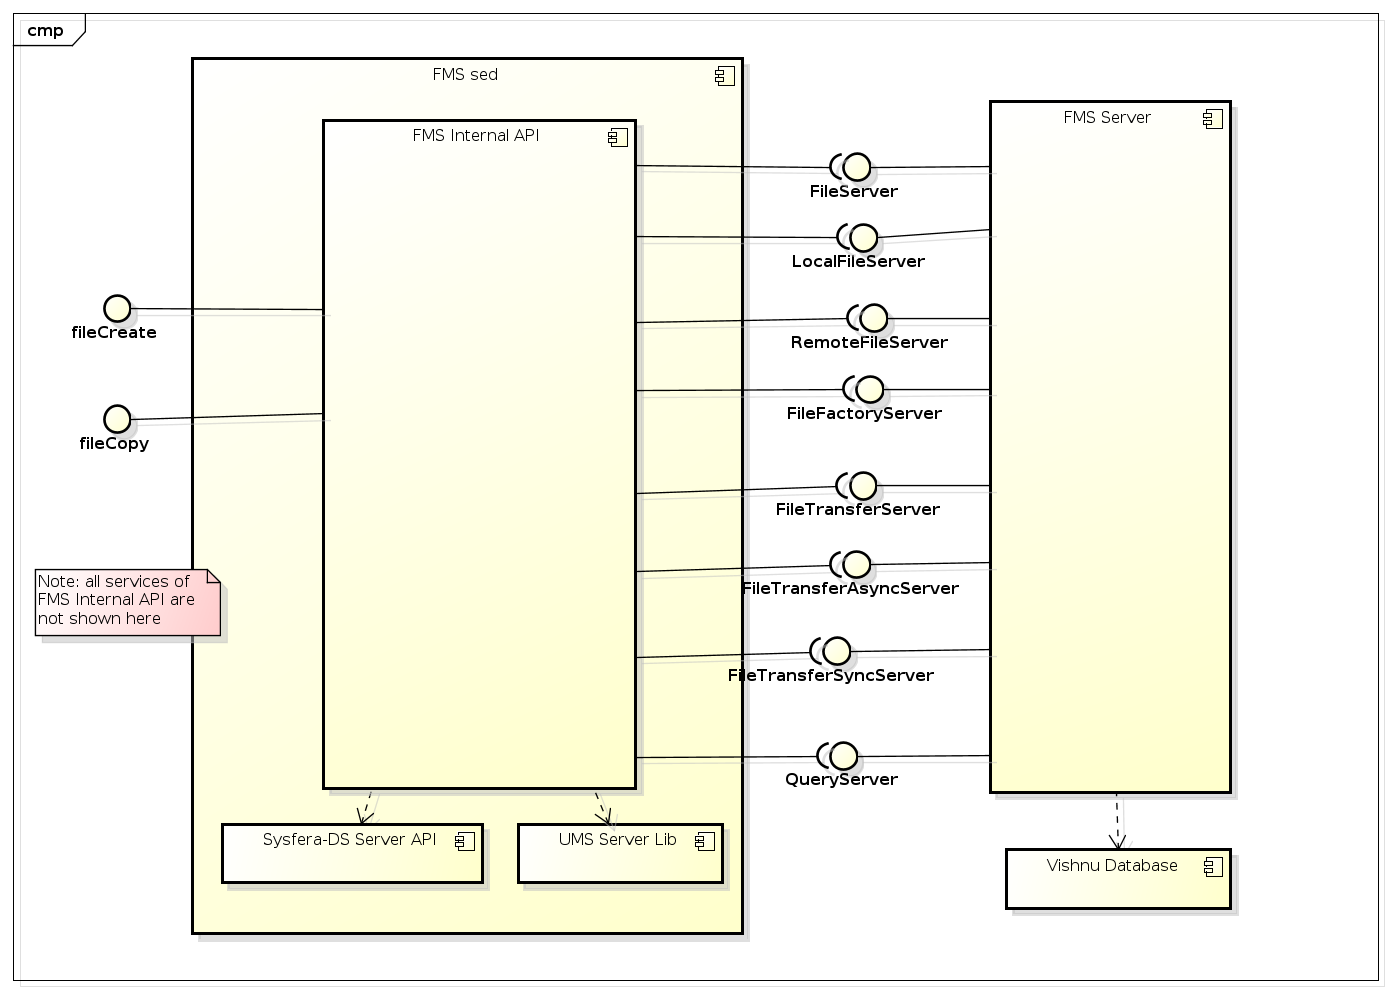 cmp
FMS sed
FMS Internal API
FMS Server
FileServer
LocalFileServer
fileCreate
RemoteFileServer
FileFactoryServer
fileCopy
FileTransferServer
Note: all services of
FMS Internal API are
not shown here
FileTransferAsyncServer
FileTransferSyncServer
QueryServer
Sysfera-DS Server API
UMS Server Lib
Vishnu Database